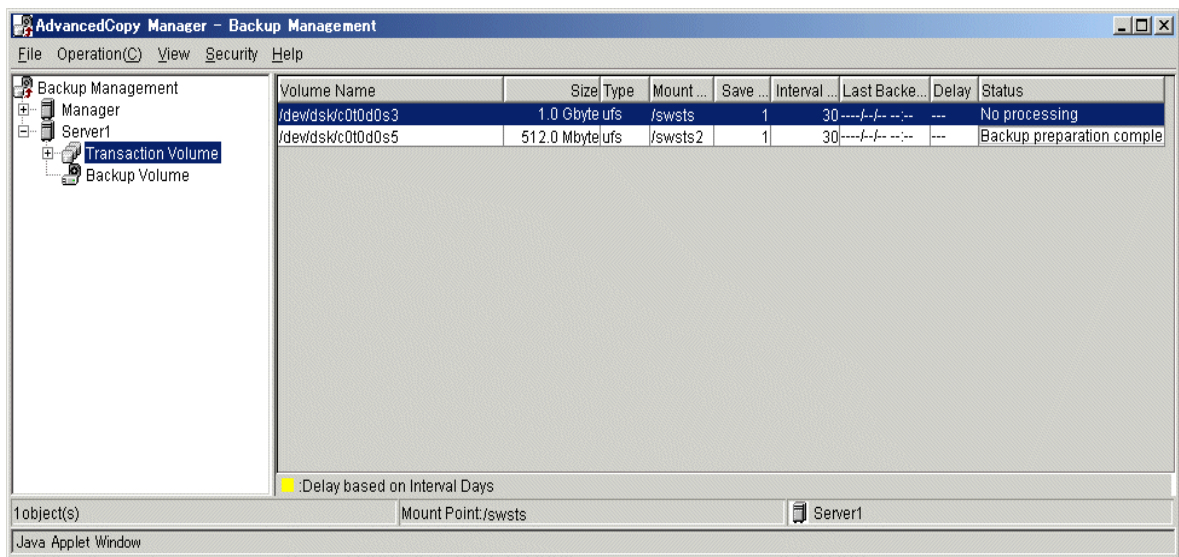 AdvancedCopy Manager - Backup Management
File Operation(C) View Security Help
Backup Management
Manager
Server1
Transaction Volume
Backup Volume
Volume Name Size Type Mount ... Save ... Interval ... Last Backe... Delay Status
/dev/dsk/c0t0d0s3 1.0 Gbyte ufs /swsts 1 30 ----/--/-- --:-- --- No processing
/dev/dsk/c0t0d0s5 512.0 Mbyte ufs /swsts2 1 30 ----/--/-- --:-- --- Backup preparation comple
:Delay based on Interval Days
1object(s) Mount Point:/swsts Server1
Java Applet Window